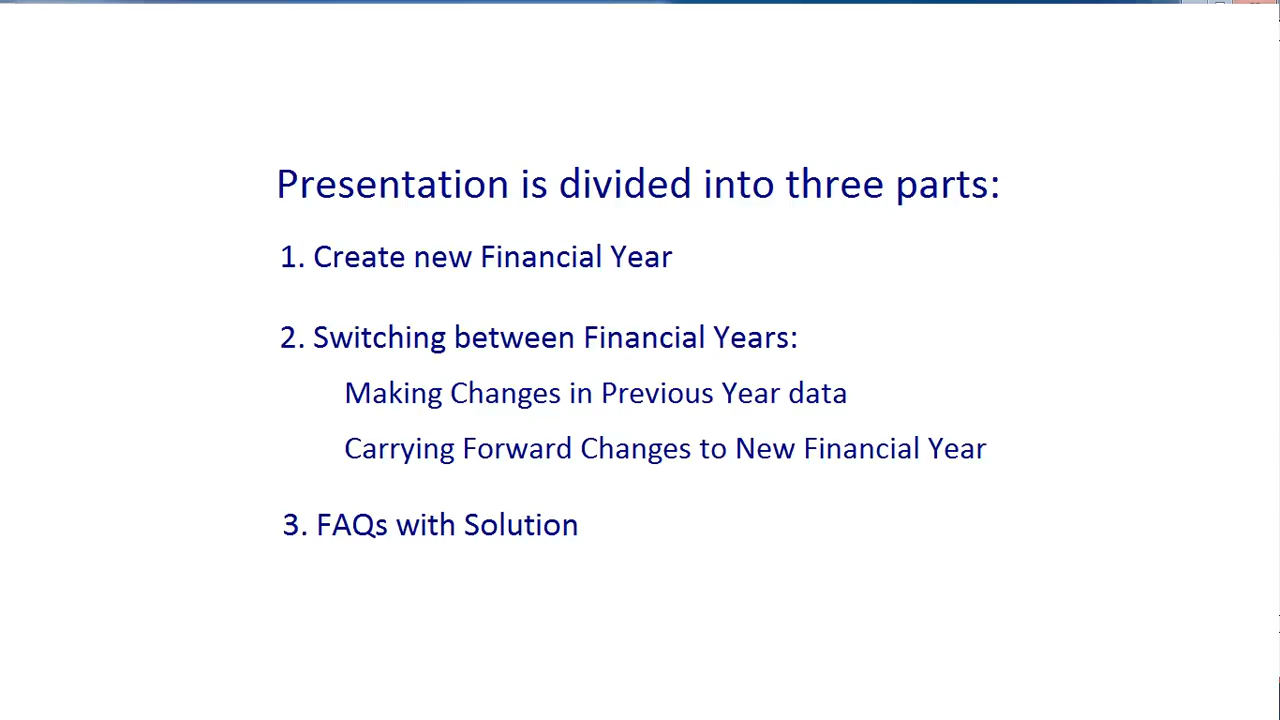 Presentation is divided into three parts:
1. Create new Financial Year
2. Switching between Financial Years:
Making Changes in Previous Year data
Carrying Forward Changes to New Financial Year
3. FAQs with Solution